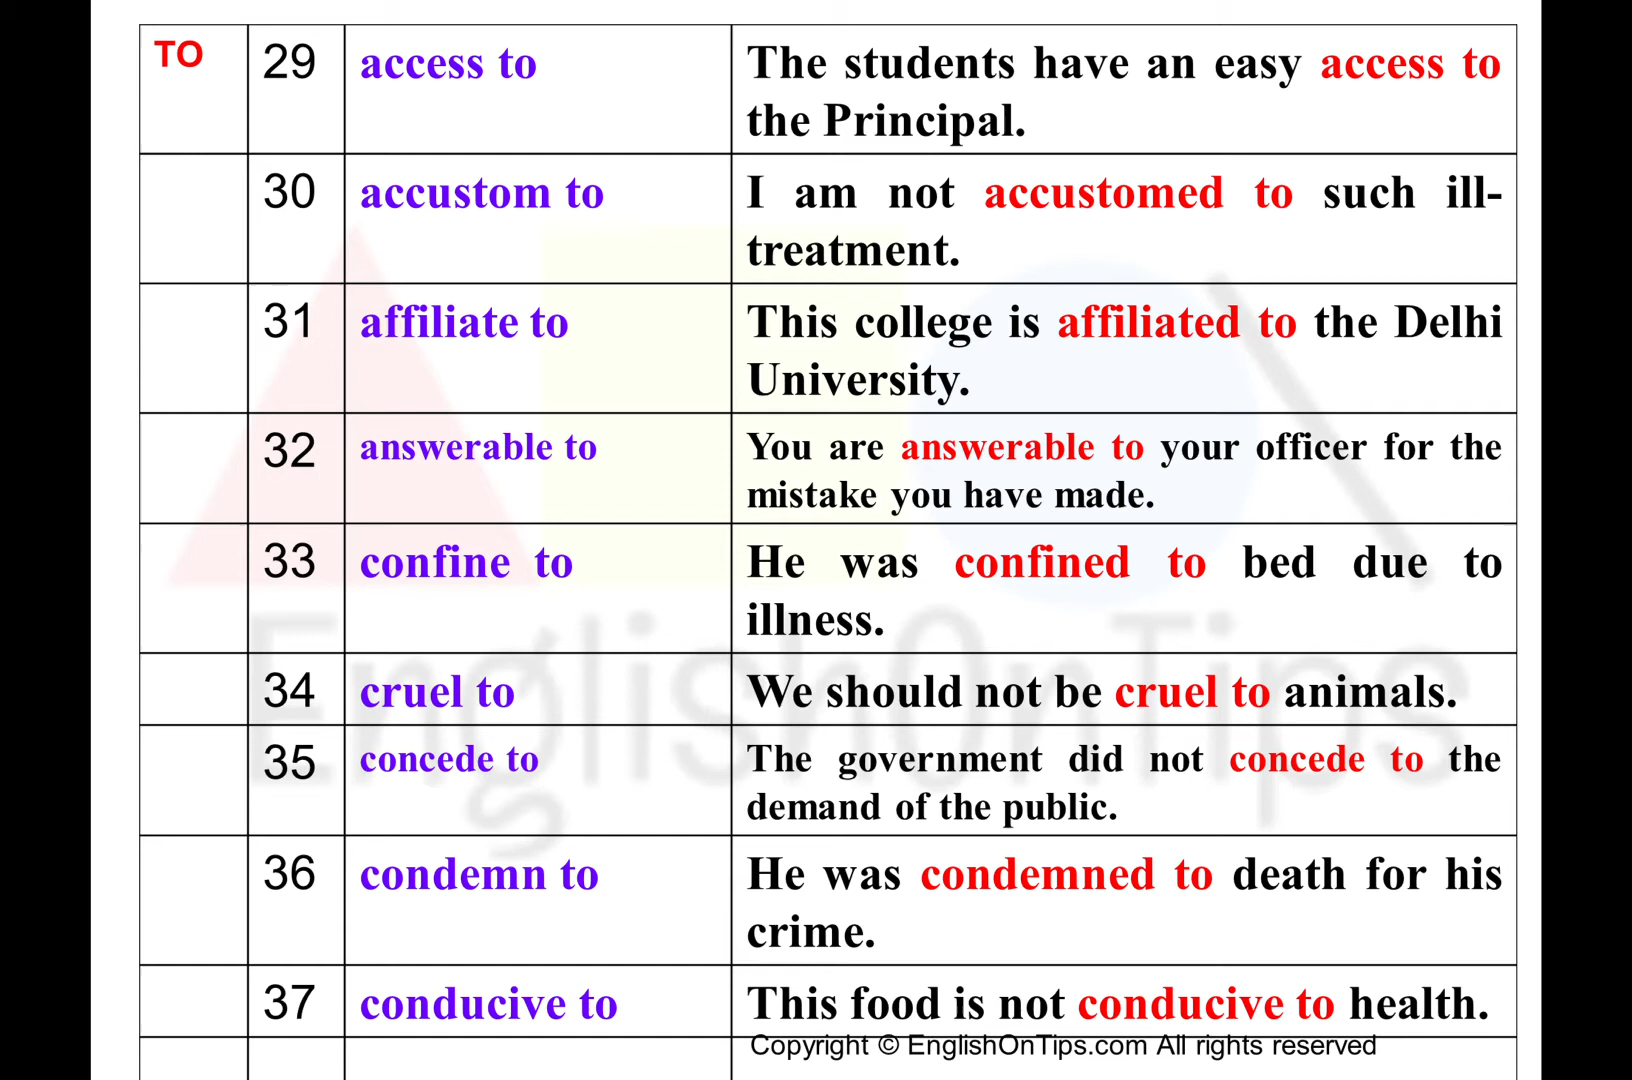 TO 29 access to The students have an easy access to
the Principal.
30 accustom to I am not accustomed to such ill-
treatment.
31 affiliate to This college is affiliated to the Delhi
University.
32 answerable to You are answerable to your officer for the
mistake you have made.
33 confine to He was confined to bed due to
illness.
34 cruel to We should not be cruel to animals.
35 concede to The government did not concede to the
demand of the public.
36 condemn to He was condemned to death for his
crime.
37 conducive to This food is not conducive to health.
Copyright © EnglishOnTips.com All rights reserved
EnglishOnTips